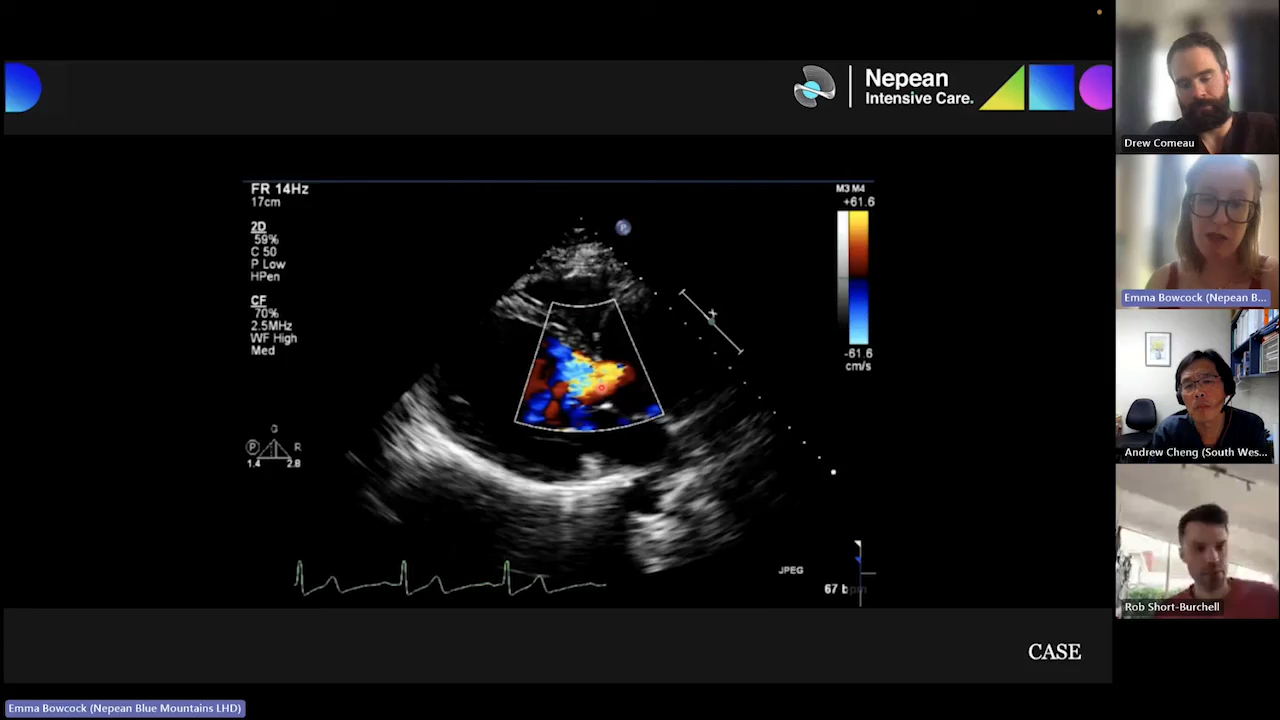 Nepean
Intensive Care.
FR 14Hz
17cm
2D
59%
C 50
P Low
HPen
CF
70%
2.5MHz
WF High
Med
M3 M4
+61.6
-61.6
cm/s
P
G
P
R
1.4
2.8
JPEG
67 bpm
CASE
Drew Comeau
Emma Bowcock (Nepean B...
Andrew Cheng (South Wes...
Rob Short-Burchell
Emma Bowcock (Nepean Blue Mountains LHD)